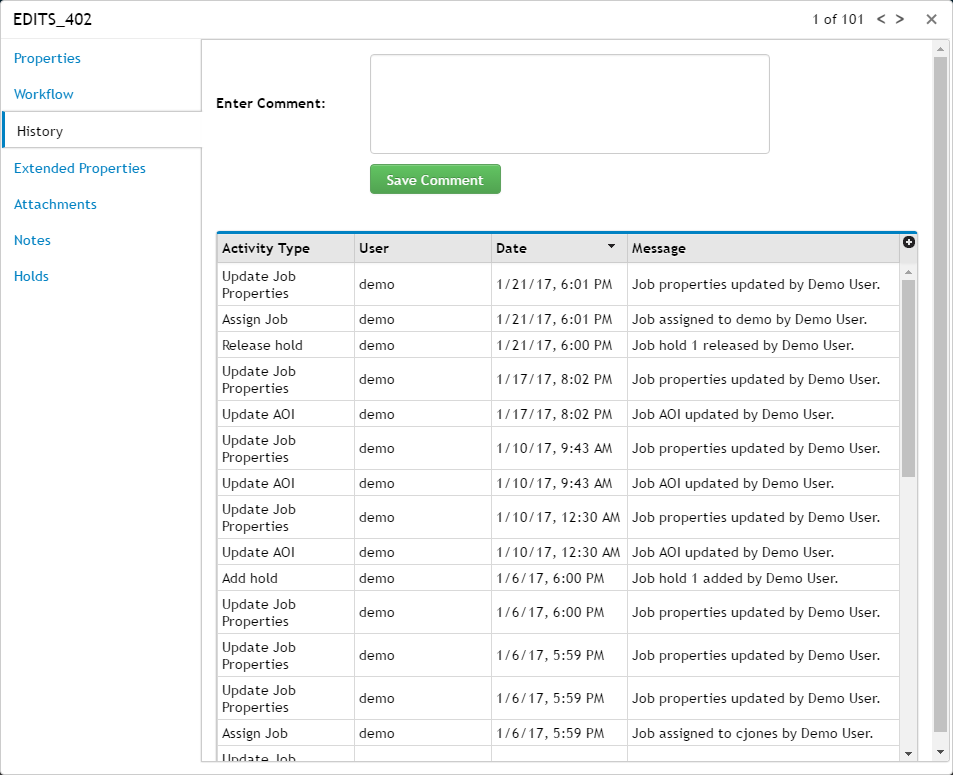 EDITS_402
1 of 101 < > ×
Properties
Workflow
History
Extended Properties
Attachments
Notes
Holds
Enter Comment:
Save Comment
Activity Type User Date Message
Update Job
Properties
demo 1/21/17, 6:01 PM Job properties updated by Demo User.
Assign Job demo 1/21/17, 6:01 PM Job assigned to demo by Demo User.
Release hold demo 1/21/17, 6:00 PM Job hold 1 released by Demo User.
Update Job
Properties
demo 1/17/17, 8:02 PM Job properties updated by Demo User.
Update AOI demo 1/17/17, 8:02 PM Job AOI updated by Demo User.
Update Job
Properties
demo 1/10/17, 9:43 AM Job properties updated by Demo User.
Update AOI demo 1/10/17, 9:43 AM Job AOI updated by Demo User.
Update Job
Properties
demo 1/10/17, 12:30 AM Job properties updated by Demo User.
Update AOI demo 1/10/17, 12:30 AM Job AOI updated by Demo User.
Add hold demo 1/6/17, 6:00 PM Job hold 1 added by Demo User.
Update Job
Properties
demo 1/6/17, 6:00 PM Job properties updated by Demo User.
Update Job
Properties
demo 1/6/17, 5:59 PM Job properties updated by Demo User.
Update Job
Properties
demo 1/6/17, 5:59 PM Job properties updated by Demo User.
Assign Job demo 1/6/17, 5:59 PM Job assigned to cjones by Demo User.
Update Job